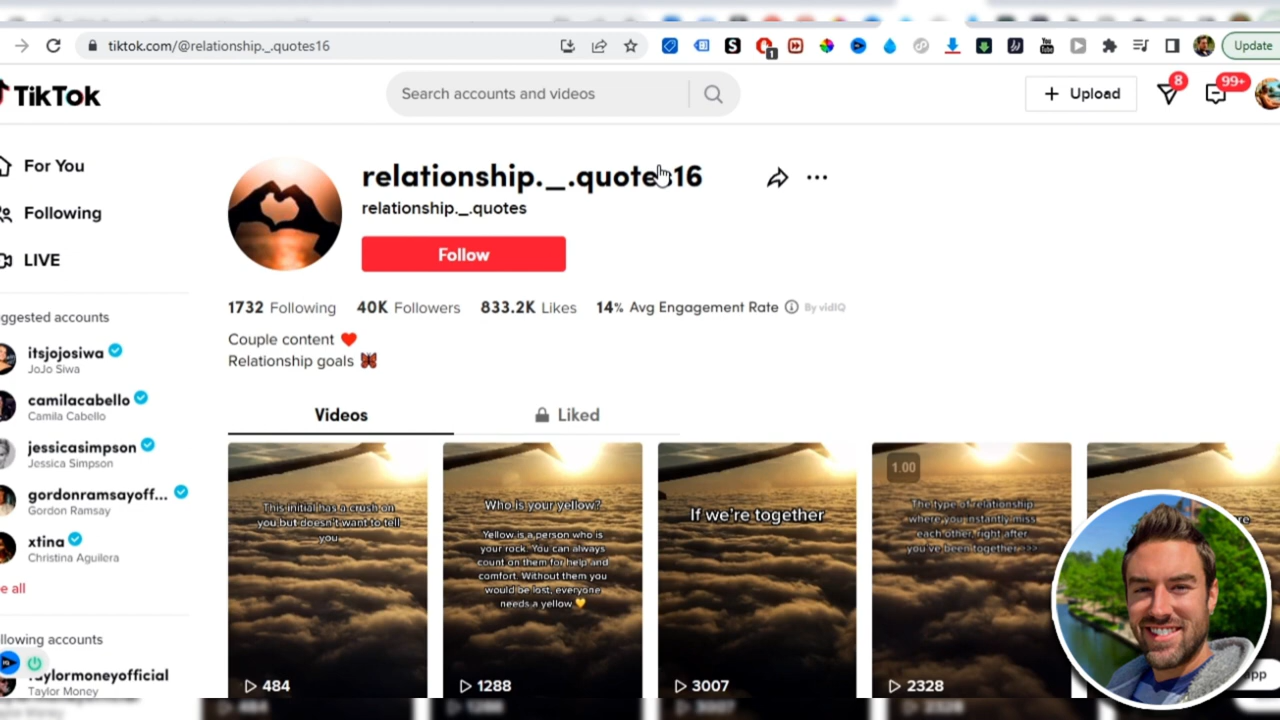 tiktok.com/@relationship._.quotes16
1
Update
TikTok
Search accounts and videos
+ Upload
8
99+
For You
Following
LIVE
ggested accounts
itsjojosiwa
JoJo Siwa
camilacabello
Camila Cabello
jessicasimpson
Jessica Simpson
gordonramsayoff...
Gordon Ramsay
xtina
Christina Aguilera
e all
llowing accounts
aylormoneyofficial
Taylor Money
relationship._.quotes16
relationship._.quotes
Follow
1732 Following 40K Followers 833.2K Likes 14% Avg Engagement Rate By vidIQ
Couple content ❤️
Relationship goals 🦋
Videos Liked
This initial has a crush on
you but doesn't want to tell
you
484
Who is your yellow?
Yellow is a person who is
your rock. You can always
count on them for help and
comfort. Without them you
would be lost, everyone
needs a yellow 💛
1288
If we're together
3007
1.00
The type of relationship
where you instantly miss
each other, right after
you've been together >>>
2328
app